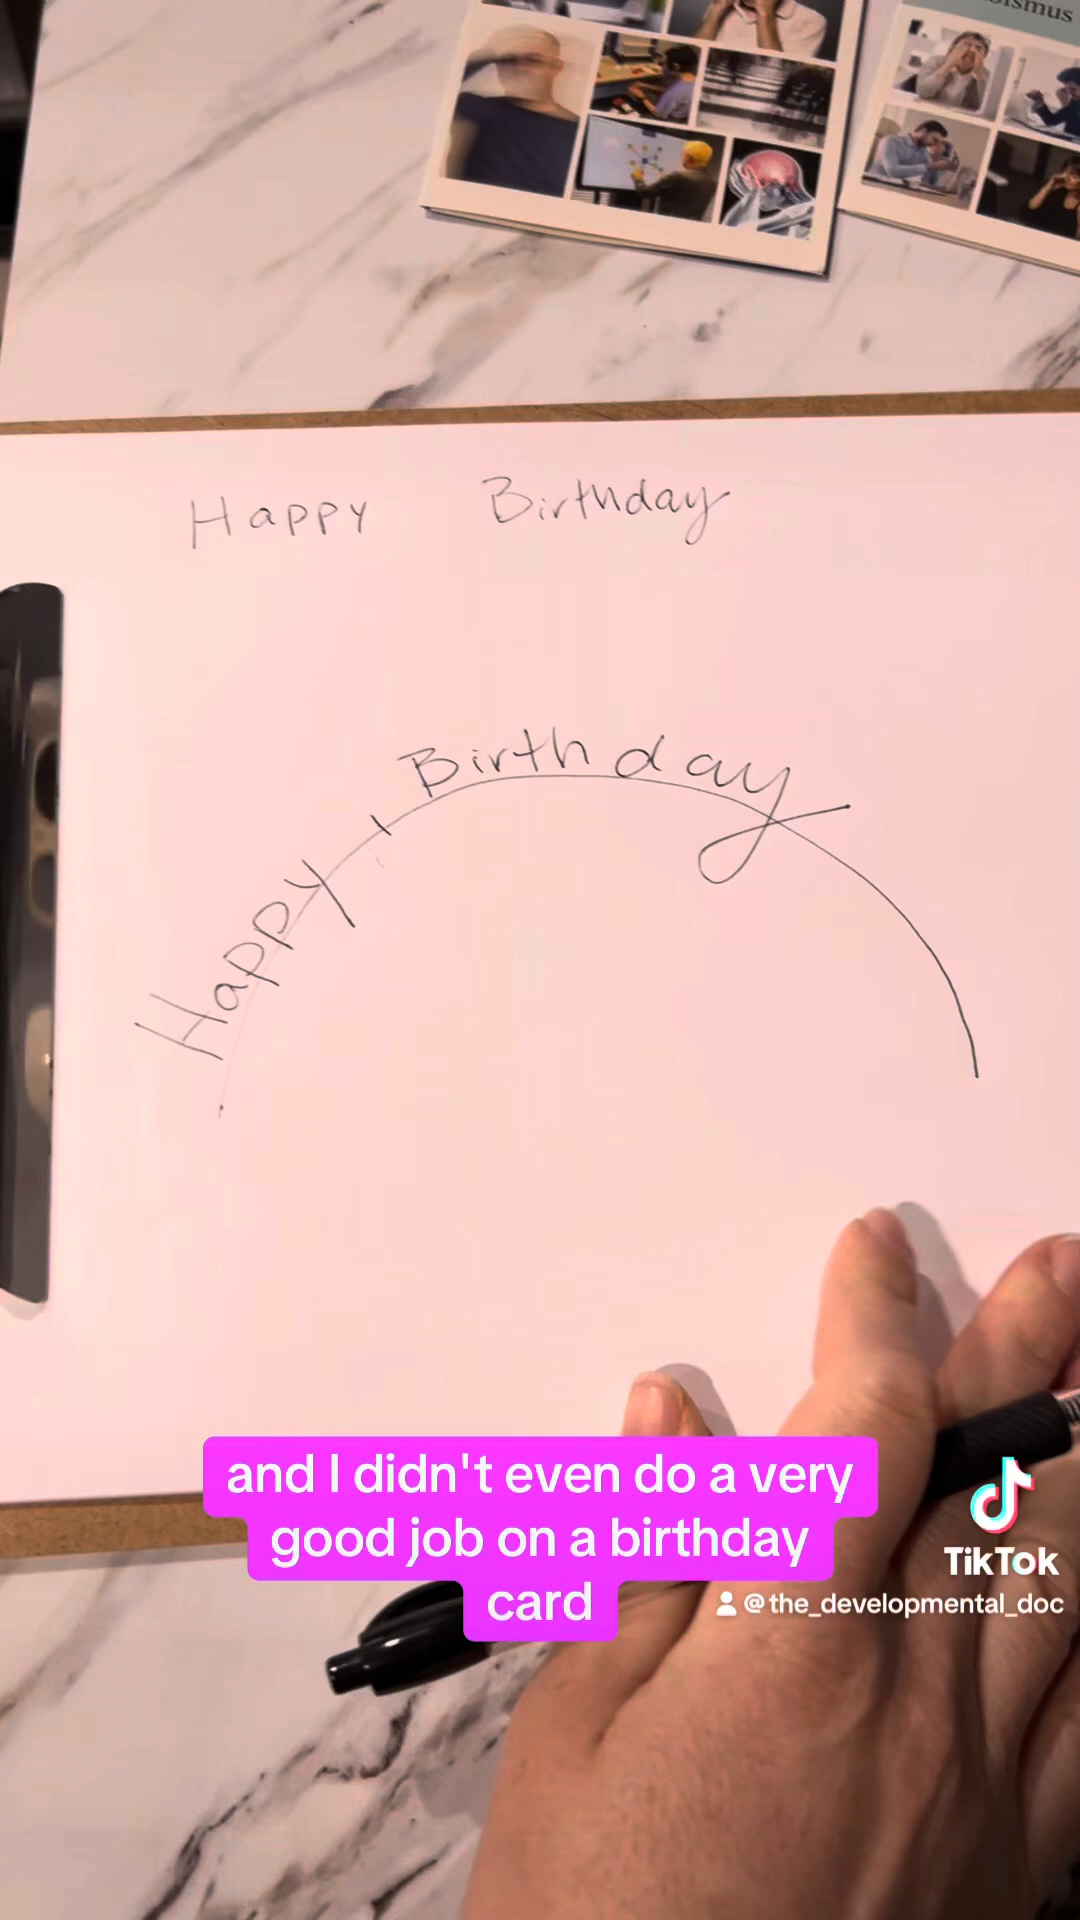 Happy Birthday
Happy Birthday
and I didn't even do a very
good job on a birthday
card
TikTok
@the_developmental_doc